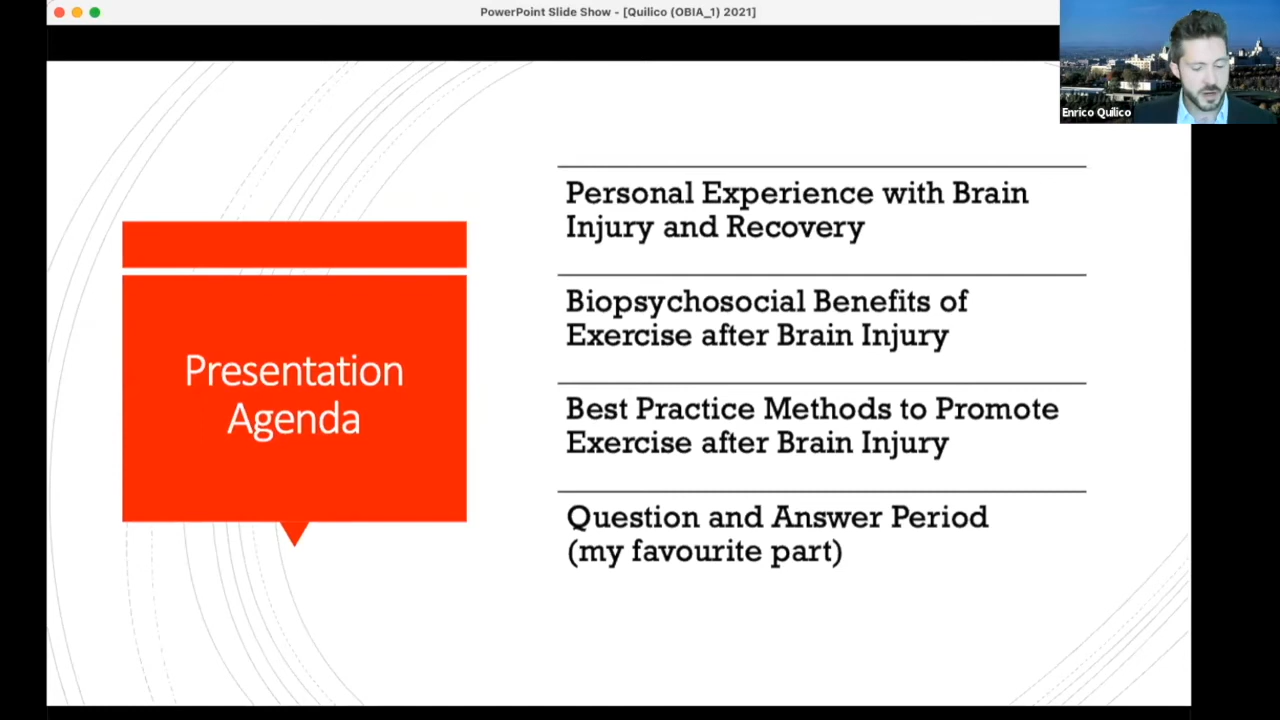 PowerPoint Slide Show - [Quilico (OBIA_1) 2021]
Enrico Quilico
Presentation
Agenda
Personal Experience with Brain
Injury and Recovery
Biopsychosocial Benefits of
Exercise after Brain Injury
Best Practice Methods to Promote
Exercise after Brain Injury
Question and Answer Period
(my favourite part)